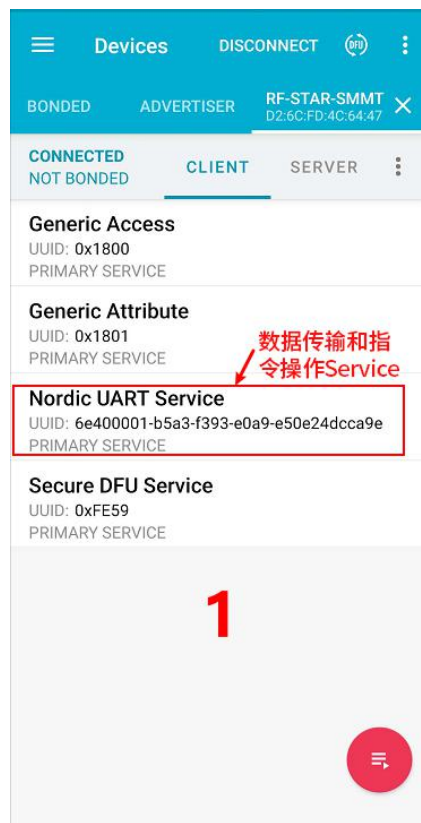 Devices DISCONNECT DFU
BONDED ADVERTISER RF-STAR-SMMT
D2:6C:FD:4C:64:47
CONNECTED
NOT BONDED
CLIENT SERVER
Generic Access
UUID: 0x1800
PRIMARY SERVICE
Generic Attribute
UUID: 0x1801
PRIMARY SERVICE
数据传输和指
令操作Service
Nordic UART Service
UUID: 6e400001-b5a3-f393-e0a9-e50e24dcca9e
PRIMARY SERVICE
Secure DFU Service
UUID: 0xFE59
PRIMARY SERVICE
1